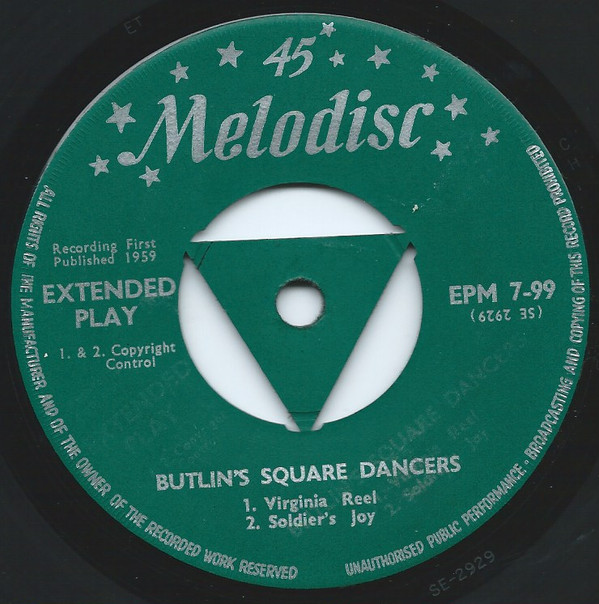 45
Melodisc
Recording First
Published 1959
EXTENDED
PLAY
1. & 2. Copyright
Control
EPM 7-99
(SE 2929)
BUTLIN'S SQUARE DANCERS
1. Virginia Reel
2. Soldier's Joy
ALL RIGHTS OF THE MANUFACTURER AND OF THE OWNER OF THE RECORDED WORK RESERVED
UNAUTHORISED PUBLIC PERFORMANCE · BROADCASTING AND COPYING OF THIS RECORD PROHIBITED
SE-2929
ET